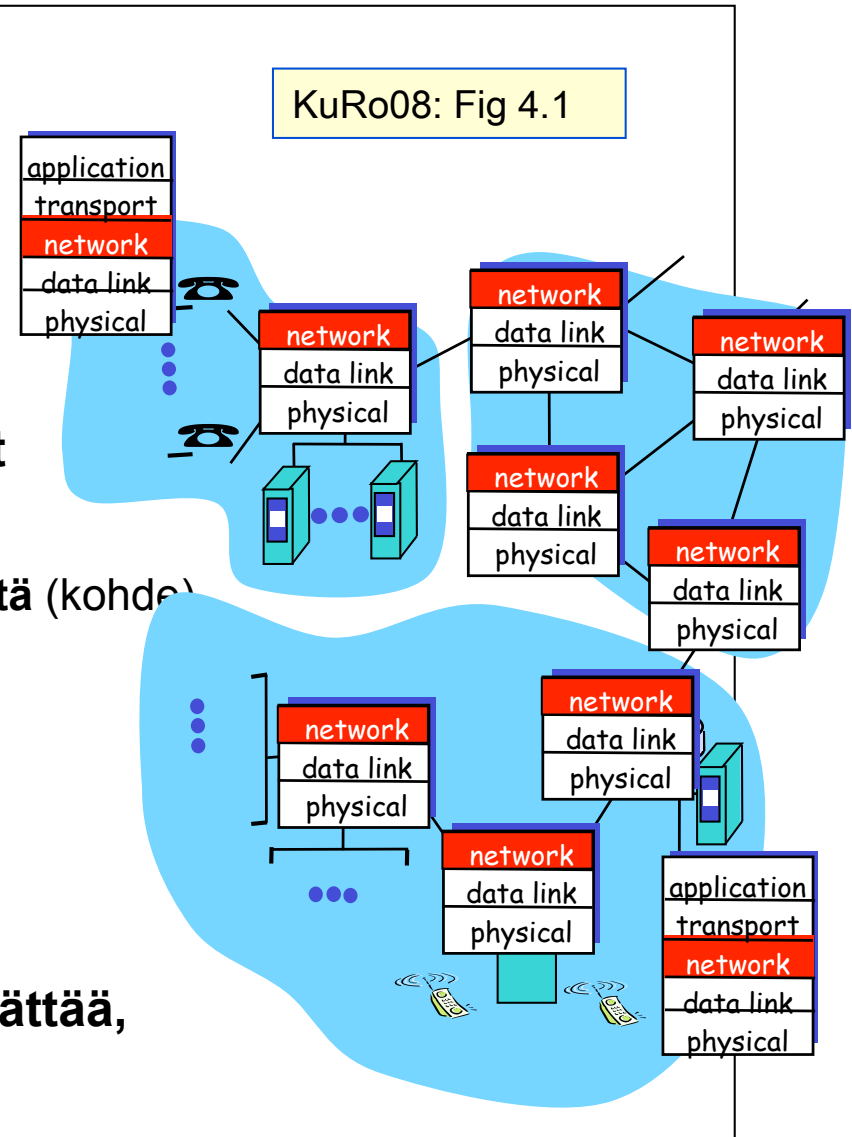 KuRo08: Fig 4.1
application
transport
network
data link
physical
network
data link
physical
network
data link
physical
network
data link
physical
network
data link
physical
network
data link
physical
(kohde)
network
data link
physical
network
data link
physical
network
data link
physical
application
transport
network
data link
physical